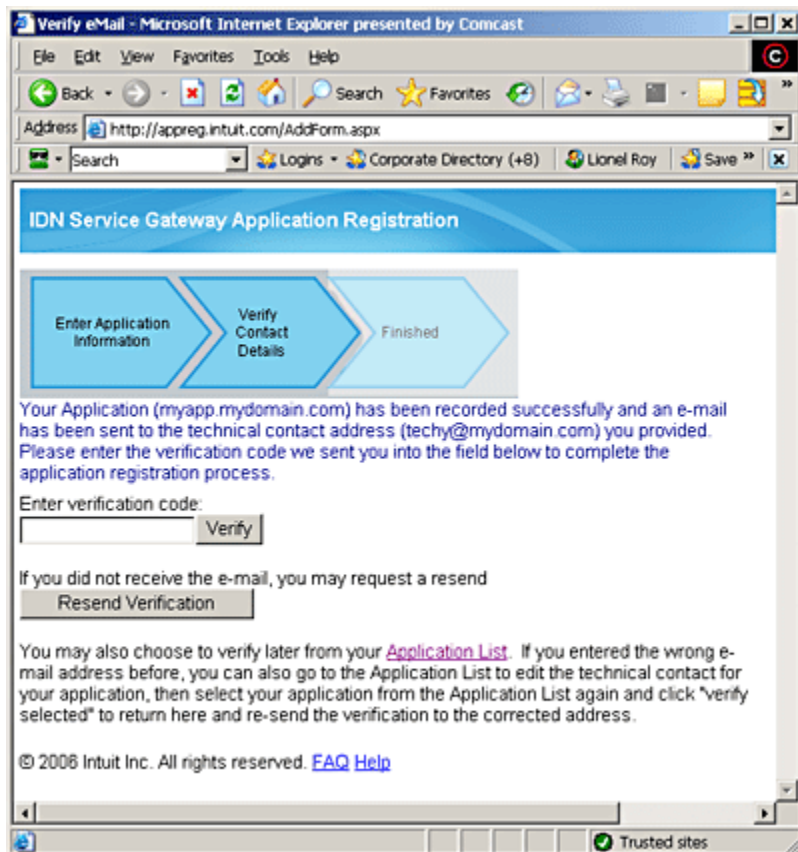 Verify eMail - Microsoft Internet Explorer presented by Comcast
File Edit View Favorites Tools Help
Back Search Favorites
Address http://appreg.intuit.com/AddForm.aspx
Search Logins Corporate Directory (+8) Lionel Roy Save
IDN Service Gateway Application Registration
Enter Application
Information
Verify
Contact
Details
Finished
Your Application (myapp.mydomain.com) has been recorded successfully and an e-mail
has been sent to the technical contact address (techy@mydomain.com) you provided.
Please enter the verification code we sent you into the field below to complete the
application registration process.
Enter verification code:
Verify
If you did not receive the e-mail, you may request a resend
Resend Verification
You may also choose to verify later from your Application List. If you entered the wrong e-
mail address before, you can also go to the Application List to edit the technical contact for
your application, then select your application from the Application List again and click "verify
selected" to return here and re-send the verification to the corrected address.
© 2006 Intuit Inc. All rights reserved. FAQ Help
Trusted sites